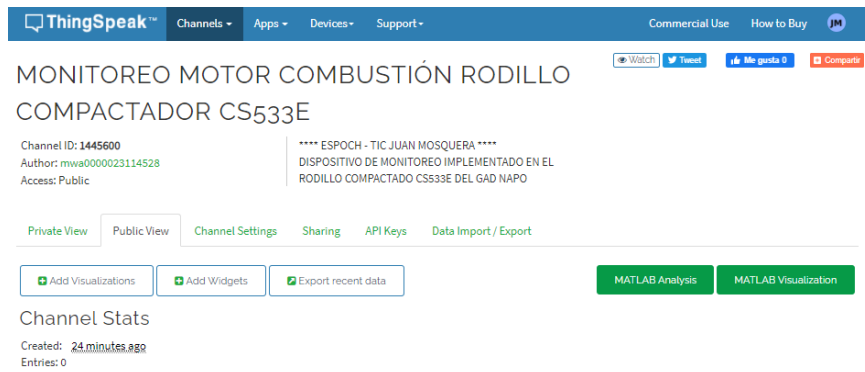 ThingSpeak™ Channels Apps Devices Support Commercial Use How to Buy JM
Watch Tweet Me gusta 0 Compartir
MONITOREO MOTOR COMBUSTIÓN RODILLO
COMPACTADOR CS533E
Channel ID: 1445600
Author: mwa0000023114528
Access: Public
**** ESPOCH - TIC JUAN MOSQUERA ****
DISPOSITIVO DE MONITOREO IMPLEMENTADO EN EL
RODILLO COMPACTADO CS533E DEL GAD NAPO
Private View Public View Channel Settings Sharing API Keys Data Import / Export
Add Visualizations Add Widgets Export recent data MATLAB Analysis MATLAB Visualization
Channel Stats
Created: 24 minutes ago
Entries: 0